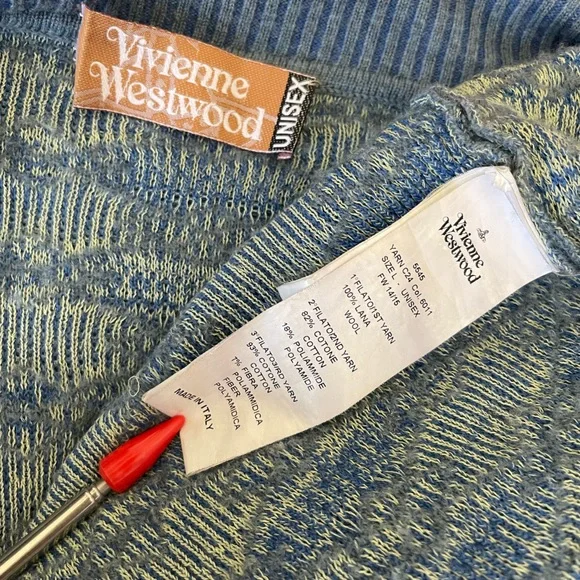 Vivienne
Westwood
UNISEX
Vivienne
Westwood
5545
YARN C24 Col. 6011
SIZE L - UNISEX
FW 14/15
1°FILATO/1ST YARN
100% LANA
WOOL
2°FILATO/2ND YARN
82% COTONE
COTTON
18% POLIAMMIDE
POLYAMIDE
3°FILATO/3RD YARN
93% COTONE
COTTON
7% FIBRA
POLIAMMIDICA
FIBER
POLYAMIDICA
MADE IN ITALY